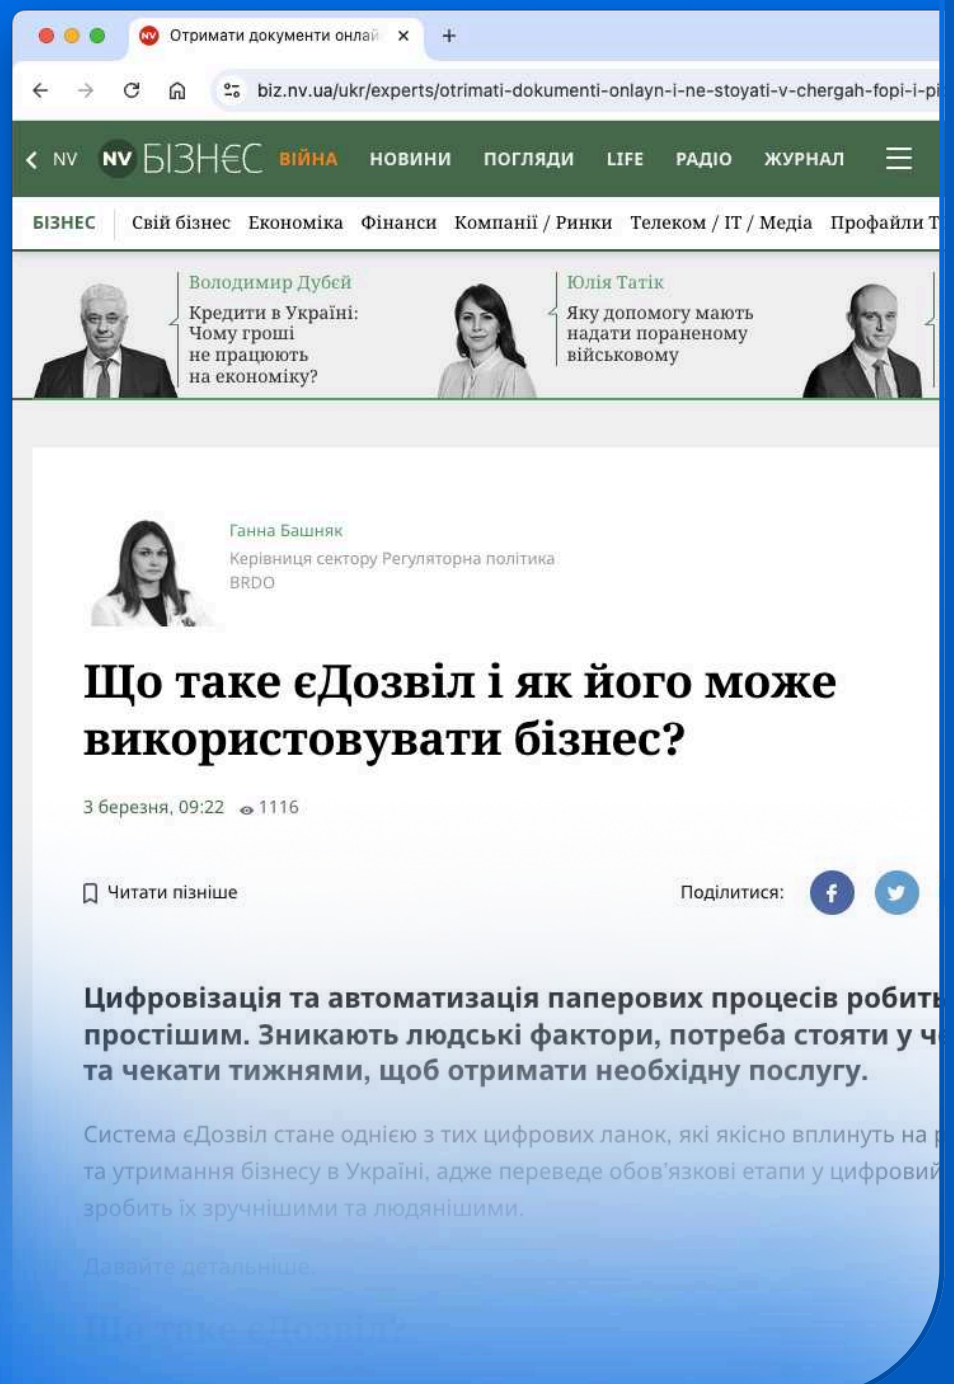 Отримати документи онлай
biz.nv.ua/ukr/experts/otrimati-dokumenti-onlayn-i-ne-stoyati-v-chergah-fopi-i-pi
NV NV БІЗНЄС ВІЙНА НОВИНИ ПОГЛЯДИ LIFE РАДІО ЖУРНАЛ
БІЗНЕС Свій бізнес Економіка Фінанси Компанії / Ринки Телеком / IT / Медіа Профайли Т
Володимир Дубєй
Кредити в Україні:
Чому гроші
не працюють
на економіку?
Юлія Татік
Яку допомогу мають
надати пораненому
військовому
Ганна Башняк
Керівниця сектору Регуляторна політика
BRDO
Що таке єДозвіл і як його може
використовувати бізнес?
3 березня, 09:22 1116
Читати пізніше
Поділитися:
Цифровізація та автоматизація паперових процесів робить
простішим. Зникають людські фактори, потреба стояти у че
та чекати тижнями, щоб отримати необхідну послугу.
Система єДозвіл стане однією з тих цифрових ланок, які якісно вплинуть на р
та утримання бізнесу в Україні, адже переведе обов'язкові етапи у цифровий
зробить їх зручнішими та людянішими.
Давайте детальніше.
Що таке єДозвіл?